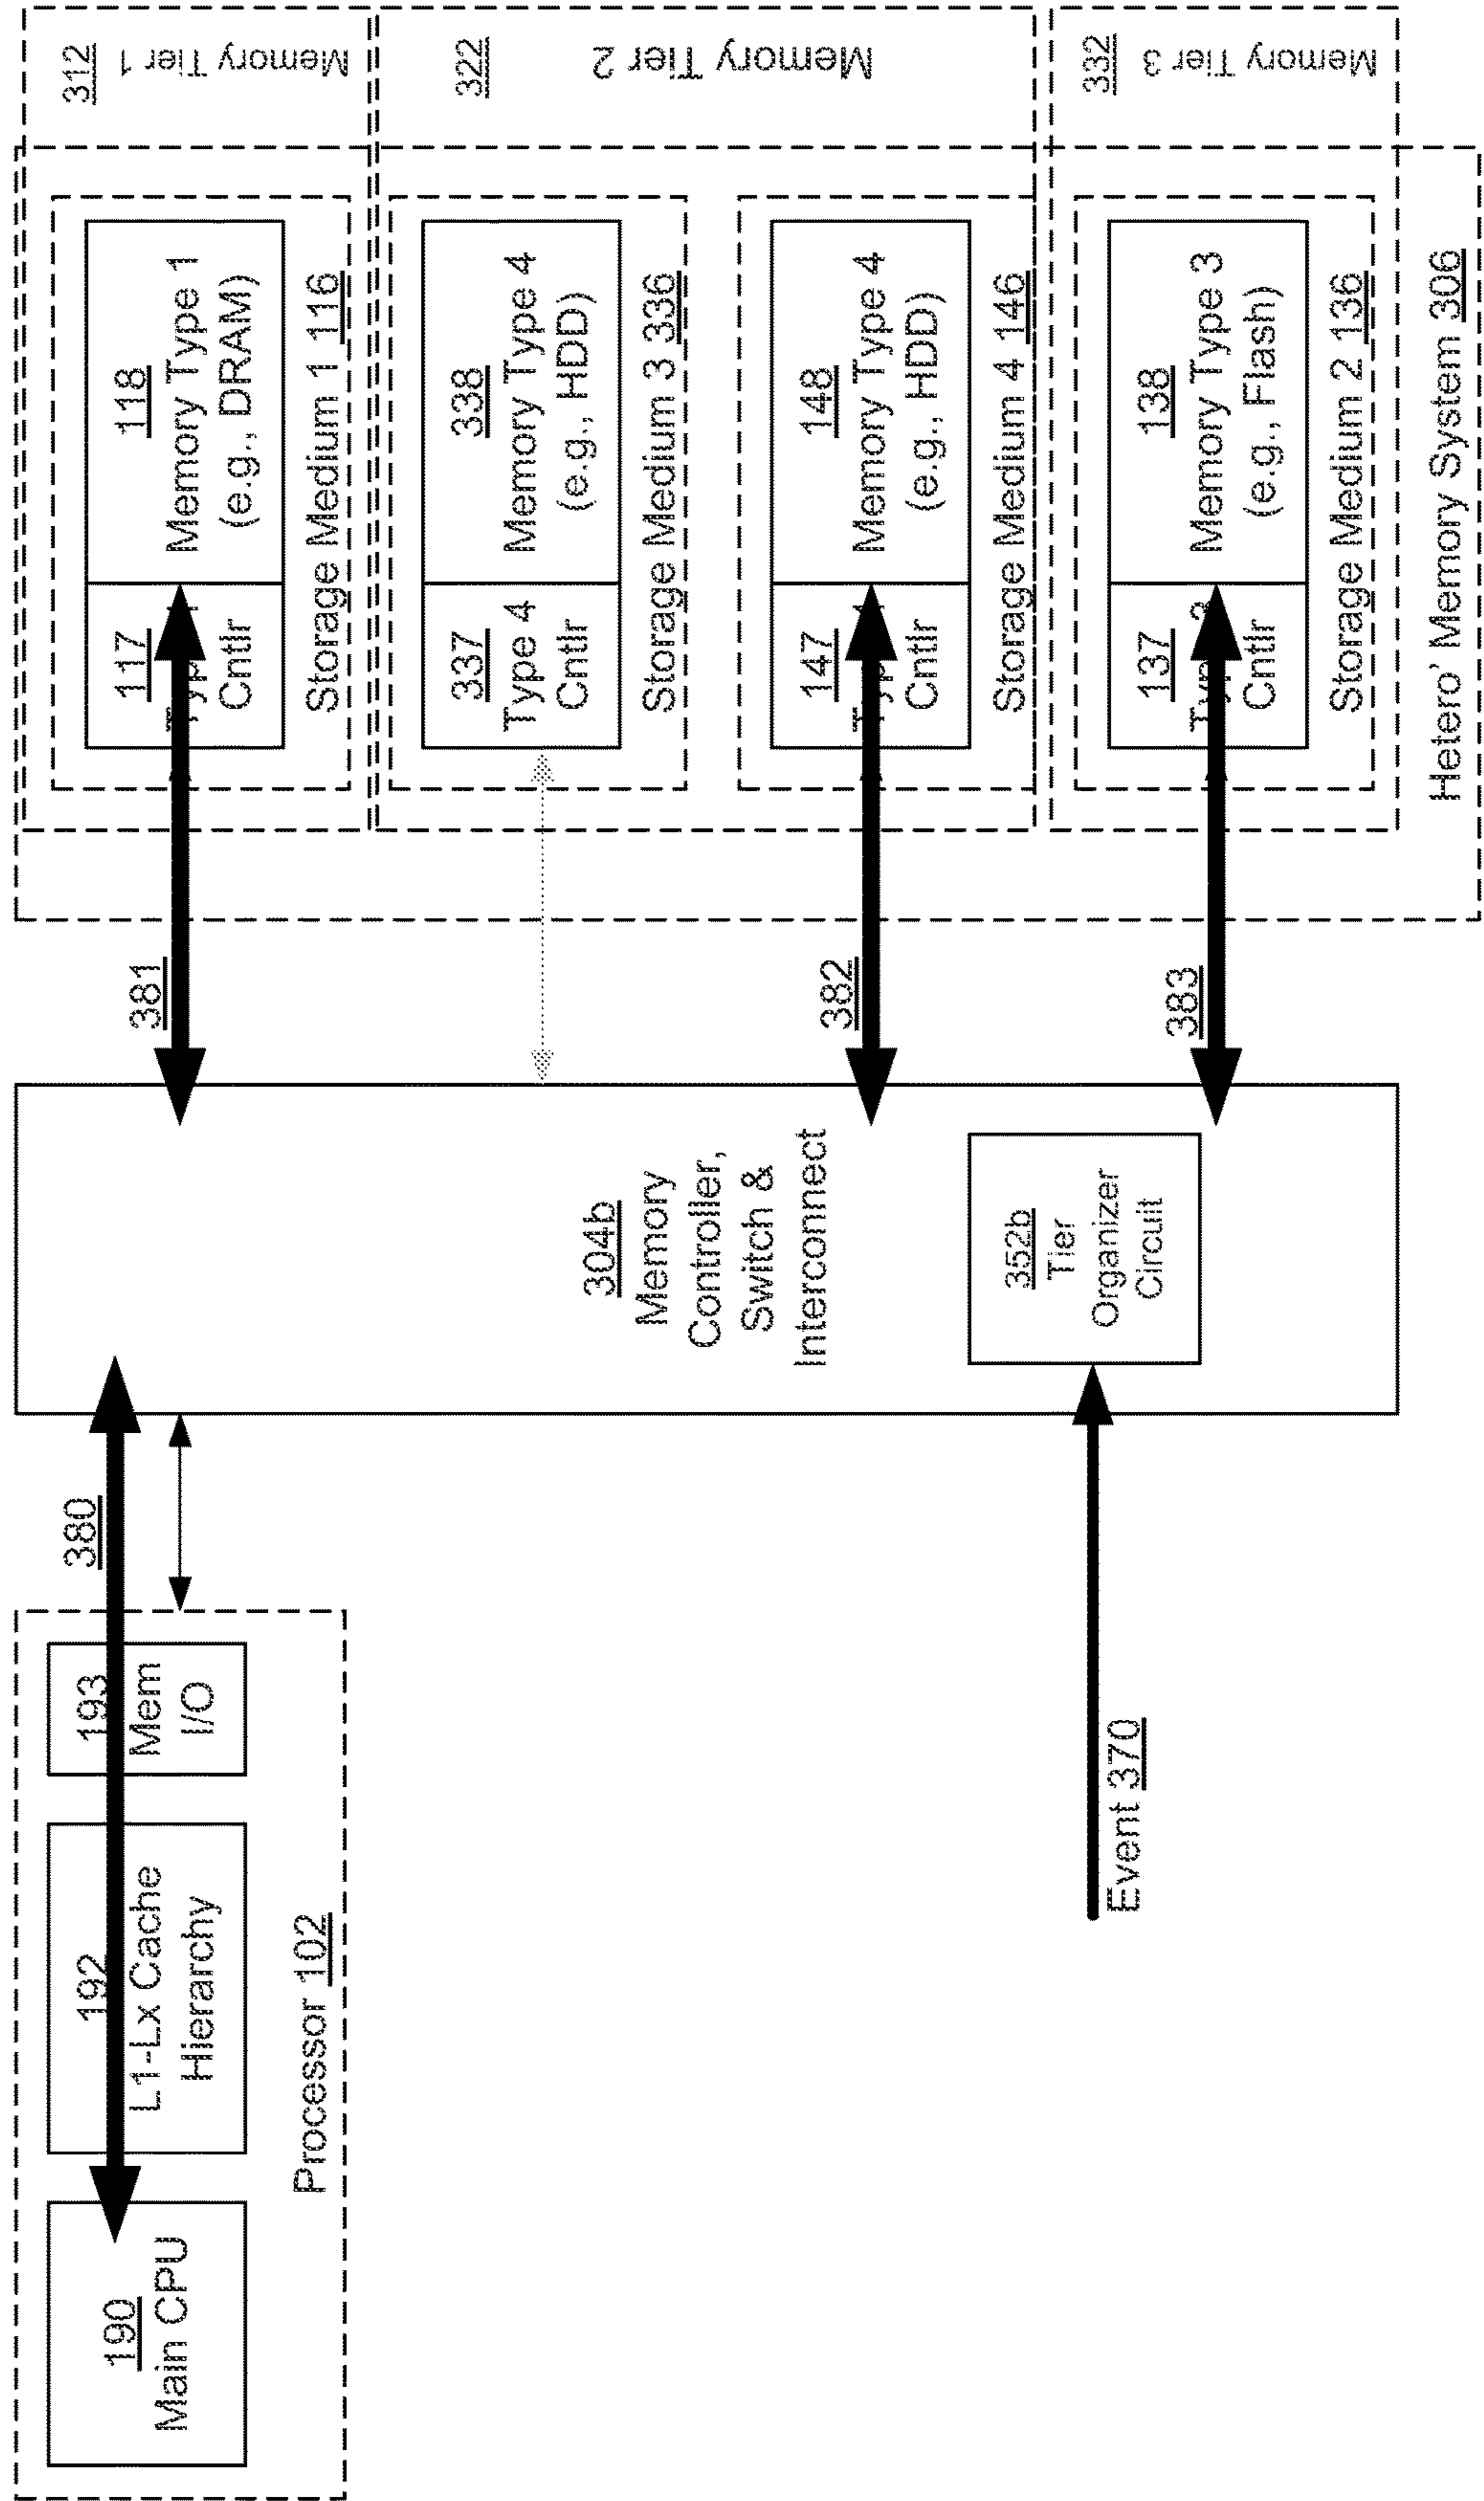 190
Main CPU
192
L1-Lx Cache
Hierarchy
193
Mem
I/O
Processor 102
380
Event 370
304b
Memory
Controller,
Switch &
Interconnect
352b
Tier
Organizer
Circuit
381
382
383
117
Cntlr
118
Memory Type 1
(e.g., DRAM)
Storage Medium 1 116
312
Memory Tier 1
337
Type 4
Cntlr
338
Memory Type 4
(e.g., HDD)
Storage Medium 3 336
322
Memory Tier 2
147
Cntlr
148
Memory Type 4
(e.g., HDD)
Storage Medium 4 146
137
Type 3
Cntlr
138
Memory Type 3
(e.g., Flash)
Storage Medium 2 136
332
Memory Tier 3
Hetero' Memory System 306